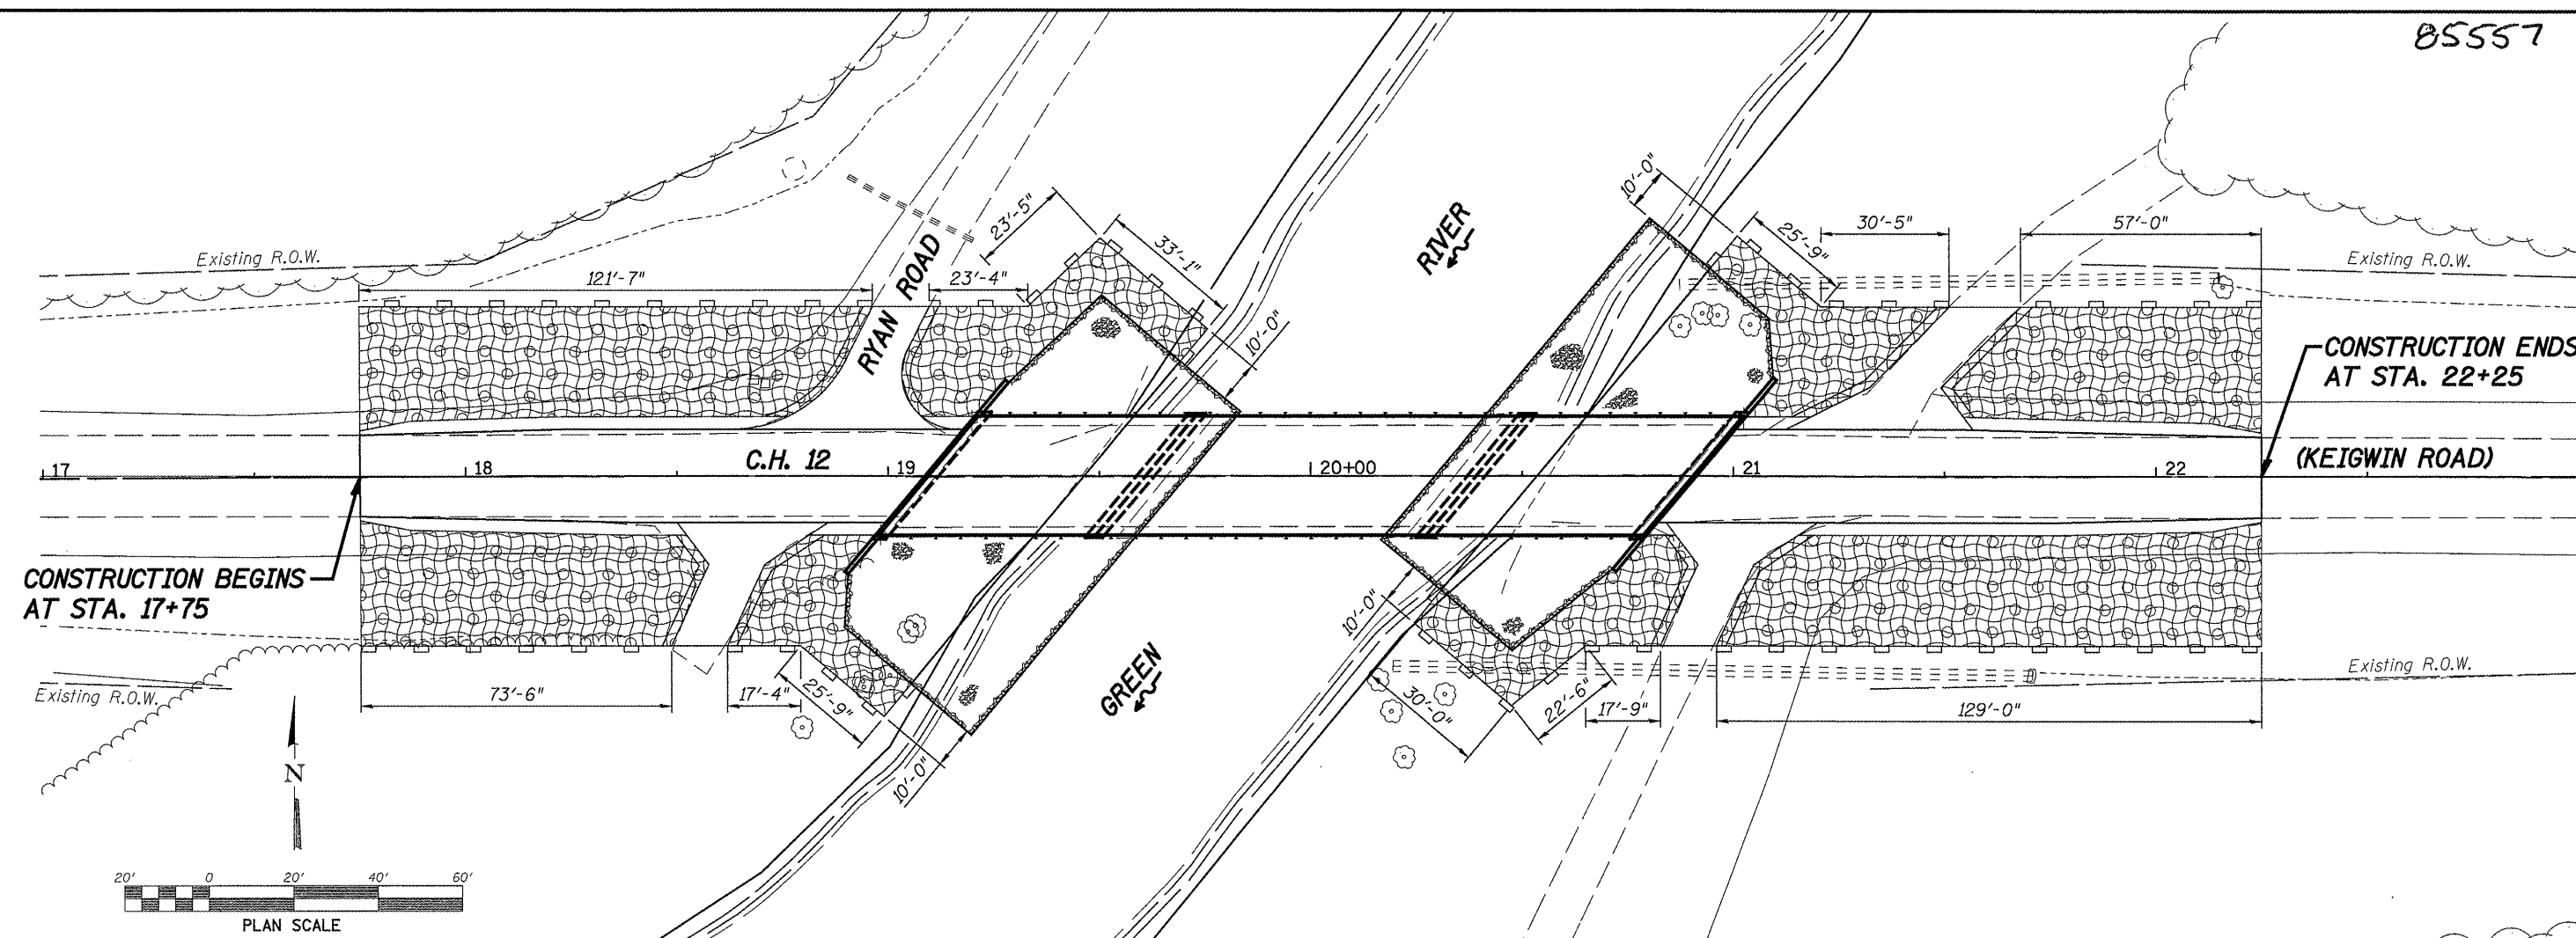 85557
RIVER
10'-0"
25'-9"
30'-5"
57'-0"
23'-5"
33'-1"
RYAN ROAD
Existing R.O.W.
121'-7"
23'-4"
10'-0"
Existing R.O.W.
CONSTRUCTION ENDS
AT STA. 22+25
17
18
C.H. 12
19
20+00
21
22
(KEIGWIN ROAD)
CONSTRUCTION BEGINS
AT STA. 17+75
10'-0"
GREEN
Existing R.O.W.
Existing R.O.W.
73'-6"
17'-4"
25'-9"
10'-0"
30'-0"
22'-6"
17'-9"
129'-0"
N
20' 0 20' 40' 60'
PLAN SCALE